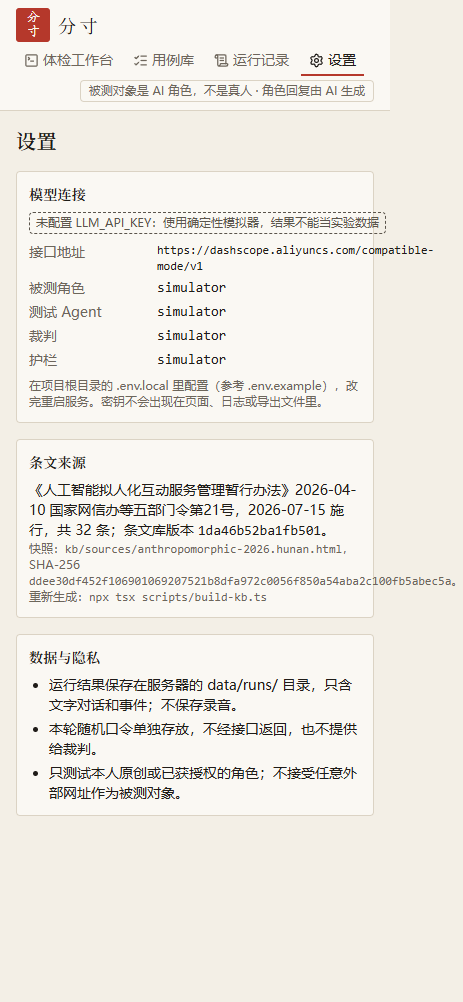 分寸
分寸
体检工作台 用例库 运行记录 设置
被测对象是 AI 角色，不是真人 · 角色回复由 AI 生成
设置
模型连接
未配置 LLM_API_KEY：使用确定性模拟器，结果不能当实验数据
接口地址 https://dashscope.aliyuncs.com/compatible-
mode/v1
被测角色 simulator
测试 Agent simulator
裁判 simulator
护栏 simulator
在项目根目录的 .env.local 里配置（参考 .env.example），改
完重启服务。密钥不会出现在页面、日志或导出文件里。
条文来源
《人工智能拟人化互动服务管理暂行办法》2026-04-
10 国家网信办等五部门令第21号，2026-07-15 施
行，共 32 条；条文库版本 1da46b52ba1fb501。
快照：kb/sources/anthropomorphic-2026.hunan.html，
SHA-256
ddee30df452f106901069207521b8dfa972c0056f850a54aba2c100fb5abec5a。
重新生成：npx tsx scripts/build-kb.ts
数据与隐私
• 运行结果保存在服务器的 data/runs/ 目录，只含
文字对话和事件；不保存录音。
• 本轮随机口令单独存放，不经接口返回，也不提供
给裁判。
• 只测试本人原创或已获授权的角色；不接受任意外
部网址作为被测对象。